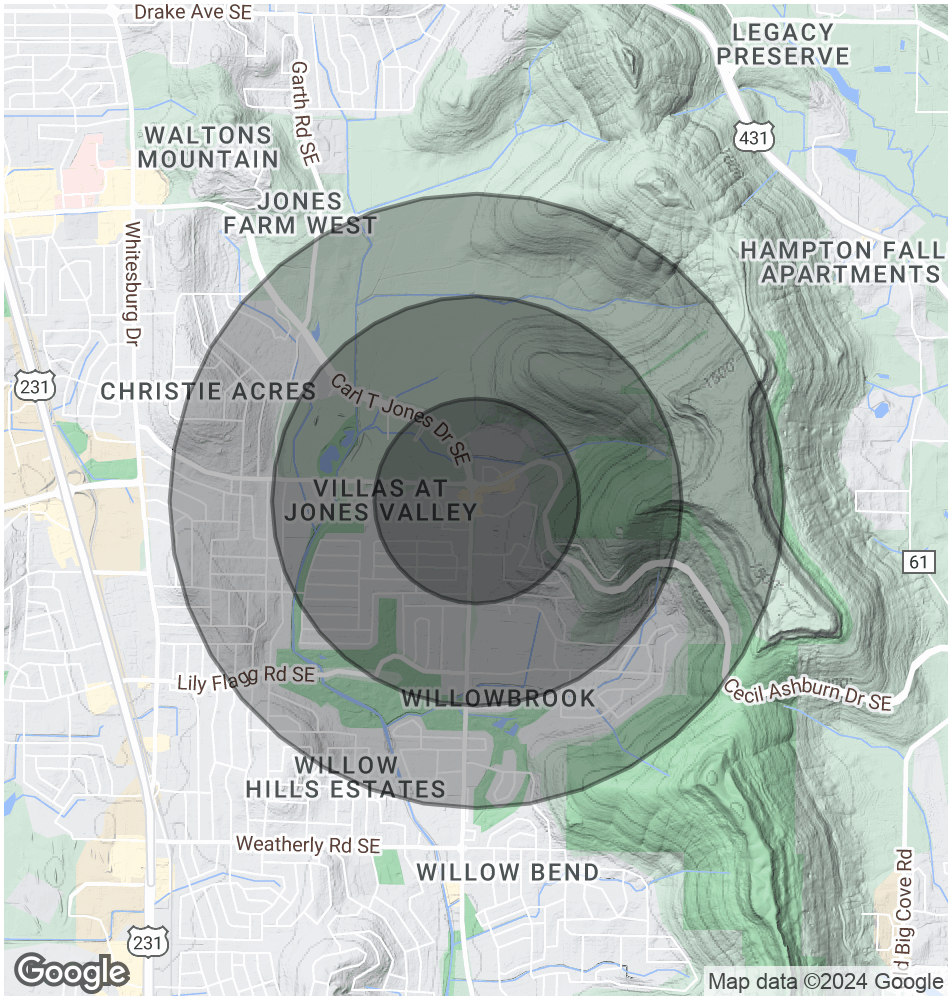 Drake Ave SE
LEGACY
PRESERVE
Garth Rd SE
431
WALTONS
MOUNTAIN
JONES
FARM WEST
Whitesburg Dr
HAMPTON FALL
APARTMENTS
231
CHRISTIE ACRES
Carl T Jones Dr SE
1500'
VILLAS AT
JONES VALLEY
61
Lily Flagg Rd SE
WILLOWBROOK
Cecil Ashburn Dr SE
WILLOW
HILLS ESTATES
Weatherly Rd SE
WILLOW BEND
d Big Cove Rd
231
Google
Map data ©2024 Google